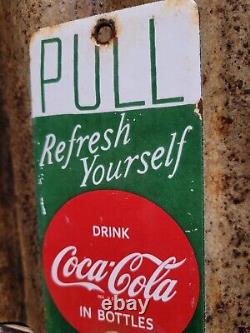 PULL
Refresh
Yourself
DRINK
Coca-Cola
IN BOTTLES